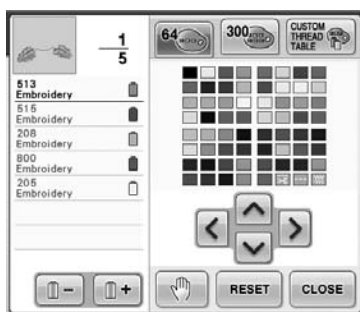 1
5
64
300
CUSTOM
THREAD
TABLE
513
Embroidery
515
Embroidery
208
Embroidery
800
Embroidery
205
Embroidery
RESET
CLOSE